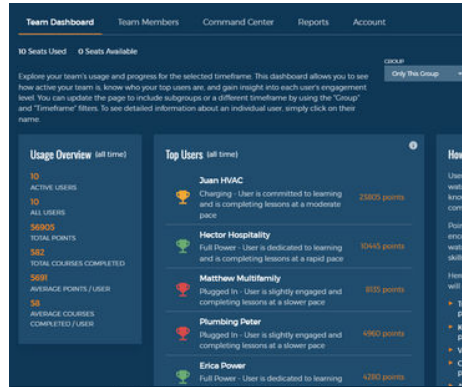 Team Dashboard Team Members Command Center Reports Account
10 Seats Used 0 Seats Available
GROUP
Only This Group
Explore your team's usage and progress for the selected timeframe. This dashboard allows you to see
how active your team is, know who your top users are, and gain insight into each user's engagement
level. You can update the page to include subgroups or a different timeframe by using the "Group"
and "Timeframe" filters. To see detailed information about an individual user, simply click on their
name.
Usage Overview (all time)
10
ACTIVE USERS
10
ALL USERS
56905
TOTAL POINTS
582
TOTAL COURSES COMPLETED
5691
AVERAGE POINTS / USER
58
AVERAGE COURSES
COMPLETED / USER
Top Users (all time)
Juan HVAC
Charging - User is committed to learning
and is completing lessons at a moderate
pace
25805 points
Hector Hospitality
Full Power - User is dedicated to learning
and is completing lessons at a rapid pace
10445 points
Matthew Multifamily
Plugged In - User is slightly engaged and
completing lessons at a slower pace
8135 points
Plumbing Peter
Plugged In - User is slightly engaged and
completing lessons at a slower pace
4960 points
Erica Power
Full Power - User is dedicated to learning
4280 points